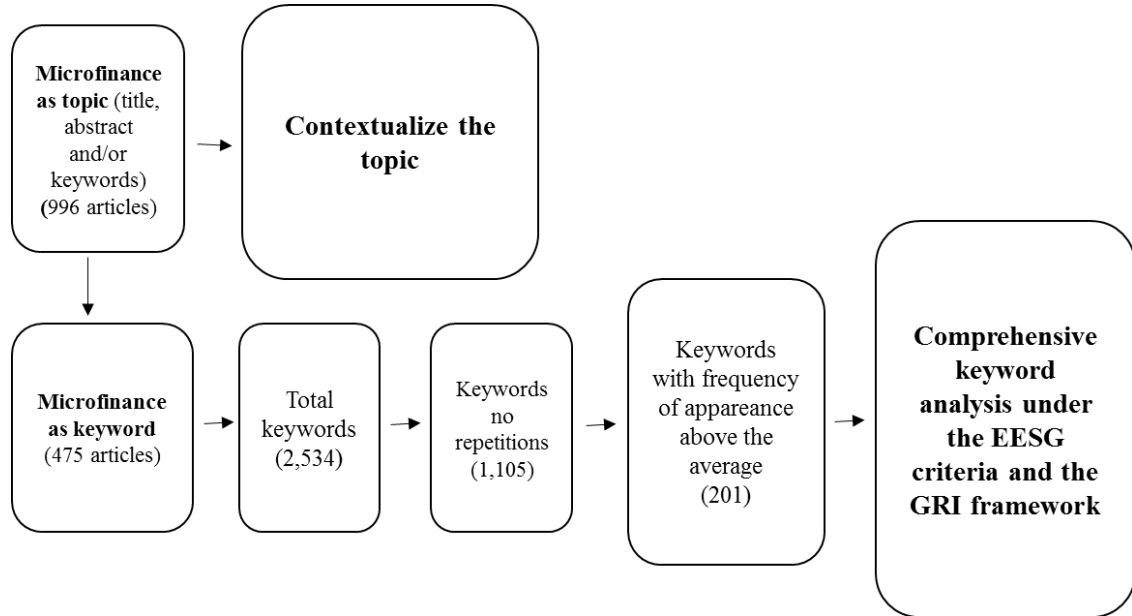 Microfinance
as topic (title,
abstract
and/or
keywords)
(996 articles)
Contextualize the
topic
Microfinance
as keyword
(475 articles)
Total
keywords
(2,534)
Keywords
no
repetitions
(1,105)
Keywords
with frequency
of appareance
above the
average
(201)
Comprehensive
keyword
analysis under
the EESG
criteria and the
GRI framework